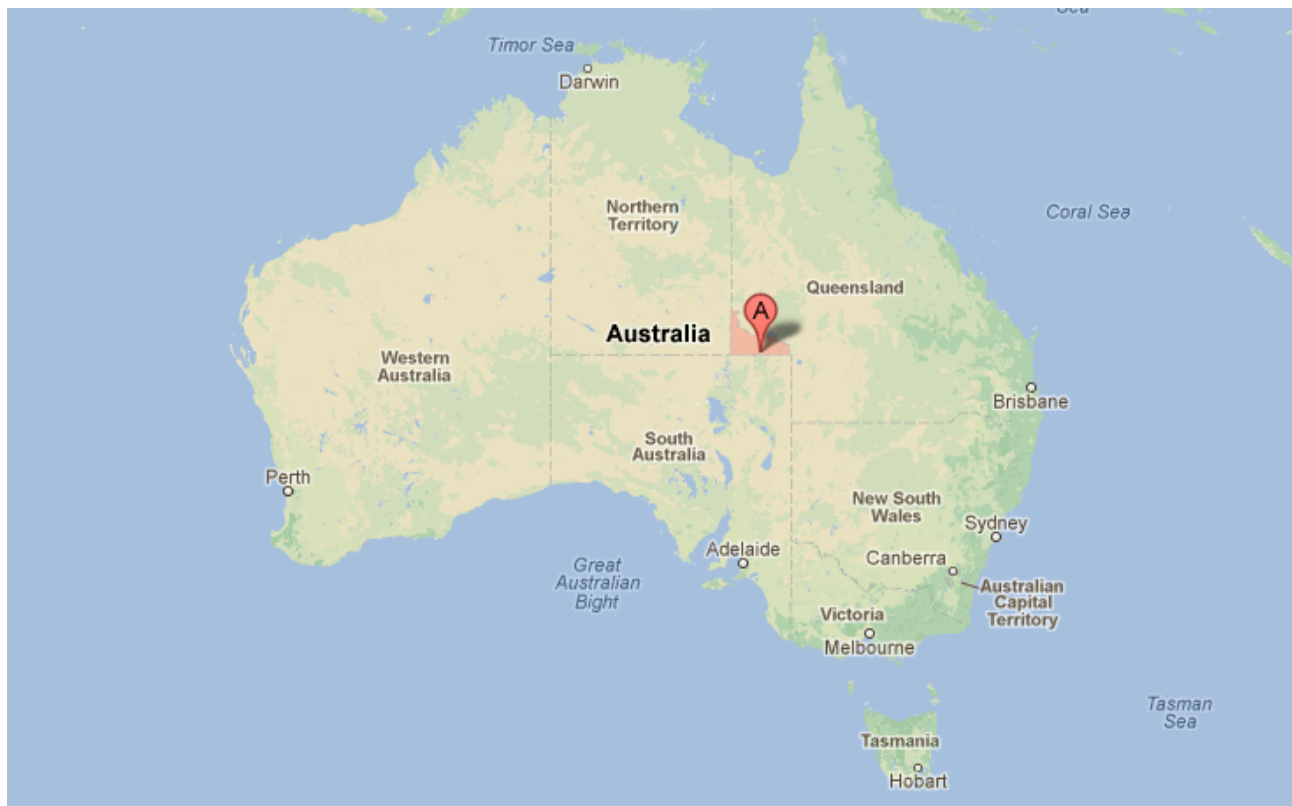 Sea
Timor Sea
Darwin
Northern
Territory
Coral Sea
Queensland
A
Australia
Western
Australia
Brisbane
South
Australia
Perth
New South
Wales
Sydney
Adelaide
Canberra
Great
Australian
Bight
Australian
Capital
Territory
Victoria
Melbourne
Tasman
Sea
Tasmania
Hobart